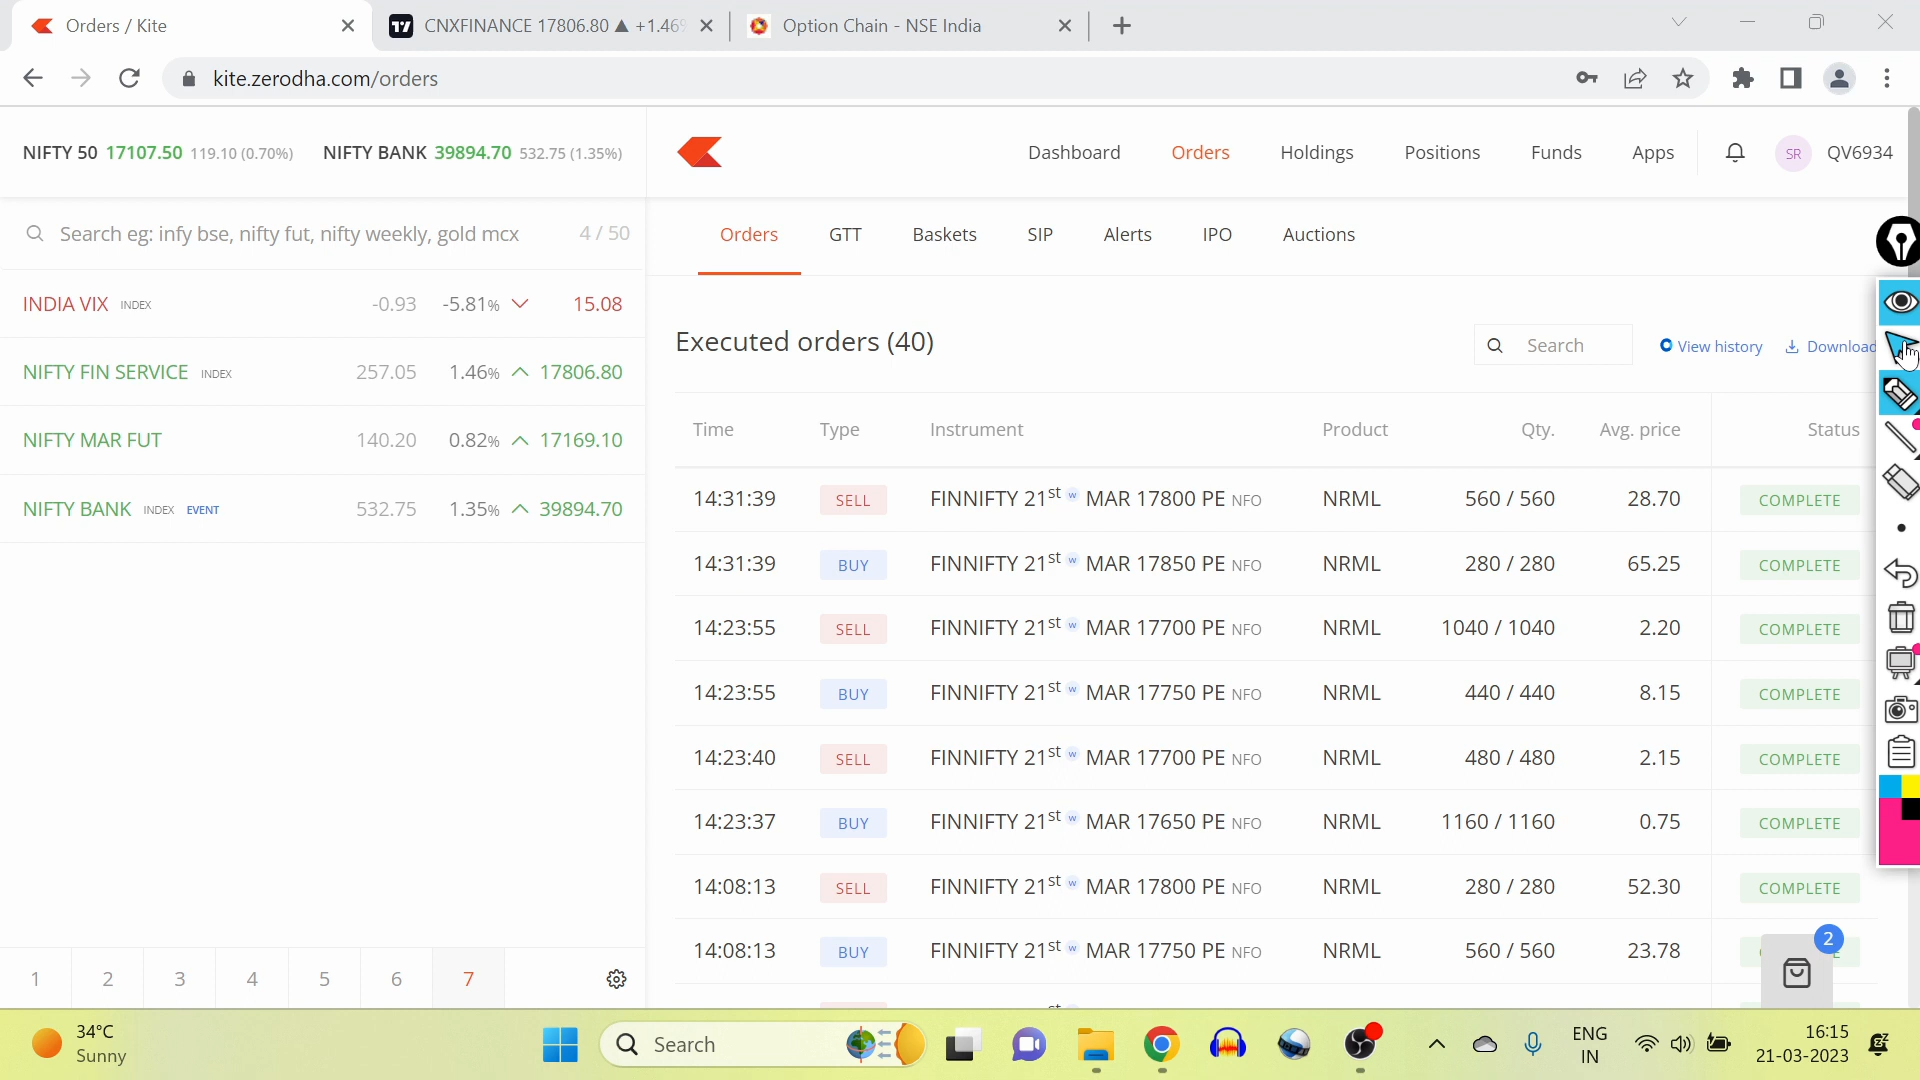 Orders / Kite
CNXFINANCE 17806.80 ▲ +1.46%
Option Chain - NSE India
kite.zerodha.com/orders
NIFTY 50 17107.50 119.10 (0.70%) NIFTY BANK 39894.70 532.75 (1.35%)
Dashboard Orders Holdings Positions Funds Apps SR QV6934
Search eg: infy bse, nifty fut, nifty weekly, gold mcx 4 / 50
Orders GTT Baskets SIP Alerts IPO Auctions
INDIA VIX INDEX -0.93 -5.81% 15.08
NIFTY FIN SERVICE INDEX 257.05 1.46% 17806.80
NIFTY MAR FUT 140.20 0.82% 17169.10
NIFTY BANK INDEX EVENT 532.75 1.35% 39894.70
Executed orders (40) Search View history Download
Time Type Instrument Product Qty. Avg. price Status
14:31:39 SELL FINNIFTY 21st w MAR 17800 PE NFO NRML 560 / 560 28.70 COMPLETE
14:31:39 BUY FINNIFTY 21st w MAR 17850 PE NFO NRML 280 / 280 65.25 COMPLETE
14:23:55 SELL FINNIFTY 21st w MAR 17700 PE NFO NRML 1040 / 1040 2.20 COMPLETE
14:23:55 BUY FINNIFTY 21st w MAR 17750 PE NFO NRML 440 / 440 8.15 COMPLETE
14:23:40 SELL FINNIFTY 21st w MAR 17700 PE NFO NRML 480 / 480 2.15 COMPLETE
14:23:37 BUY FINNIFTY 21st w MAR 17650 PE NFO NRML 1160 / 1160 0.75 COMPLETE
14:08:13 SELL FINNIFTY 21st w MAR 17800 PE NFO NRML 280 / 280 52.30 COMPLETE
14:08:13 BUY FINNIFTY 21st w MAR 17750 PE NFO NRML 560 / 560 23.78
2
1 2 3 4 5 6 7
34°C
Sunny
Search
ENG
IN
16:15
21-03-2023